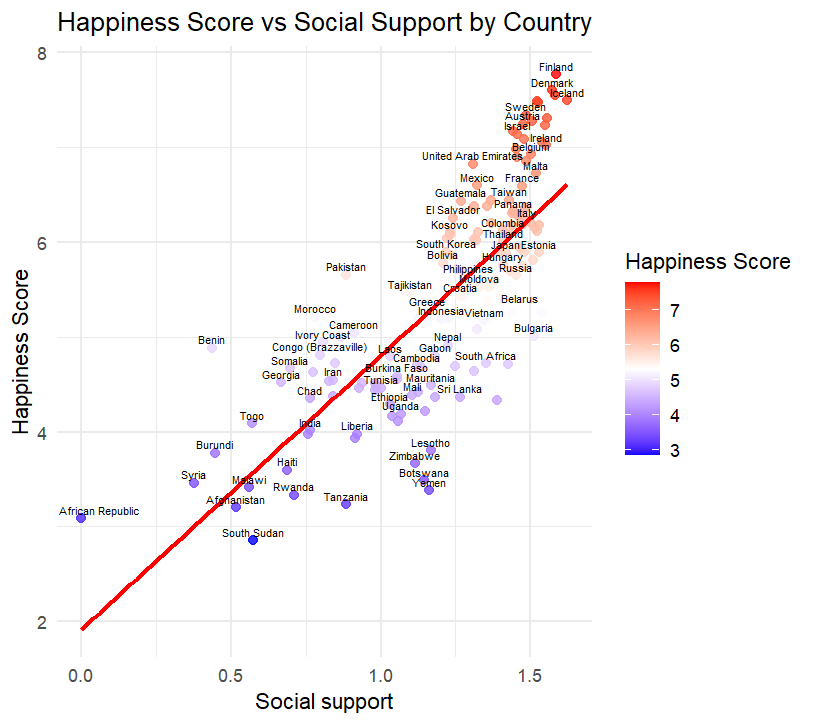 Happiness Score vs Social Support by Country
Happiness Score
8
6
4
2
Finland
Denmark
Iceland
Sweden
Austria
Israel
Ireland
Belgium
United Arab Emirates
Malta
Mexico
France
Guatemala
Taiwan
Panama
El Salvador
Italy
Kosovo
Colombia
Thailand
South Korea
Japan
Estonia
Bolivia
Hungary
Pakistan
Philippines
Russia
Moldova
Tajikistan
Croatia
Greece
Belarus
Morocco
Indonesia
Vietnam
Cameroon
Bulgaria
Benin
Ivory Coast
Nepal
Congo (Brazzaville)
Laos
Gabon
Somalia
Cambodia
South Africa
Georgia
Iran
Burkina Faso
Tunisia
Mauritania
Chad
Mali
Sri Lanka
Ethiopia
Togo
Uganda
India
Liberia
Burundi
Lesotho
Haiti
Zimbabwe
Syria
Malawi
Botswana
Rwanda
Yemen
Afghanistan
Tanzania
African Republic
South Sudan
0.0 0.5 1.0 1.5
Social support
Happiness Score
7
6
5
4
3